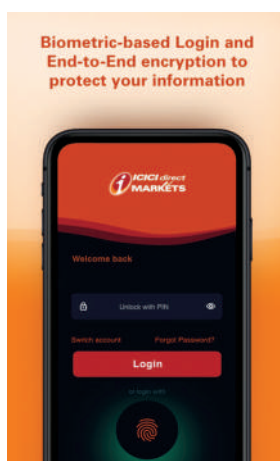 Biometric-based Login and
End-to-End encryption to
protect your information
ICICI direct
MARKETS
Welcome back
Unlock with PIN
Switch account Forgot Password?
Login
or login with